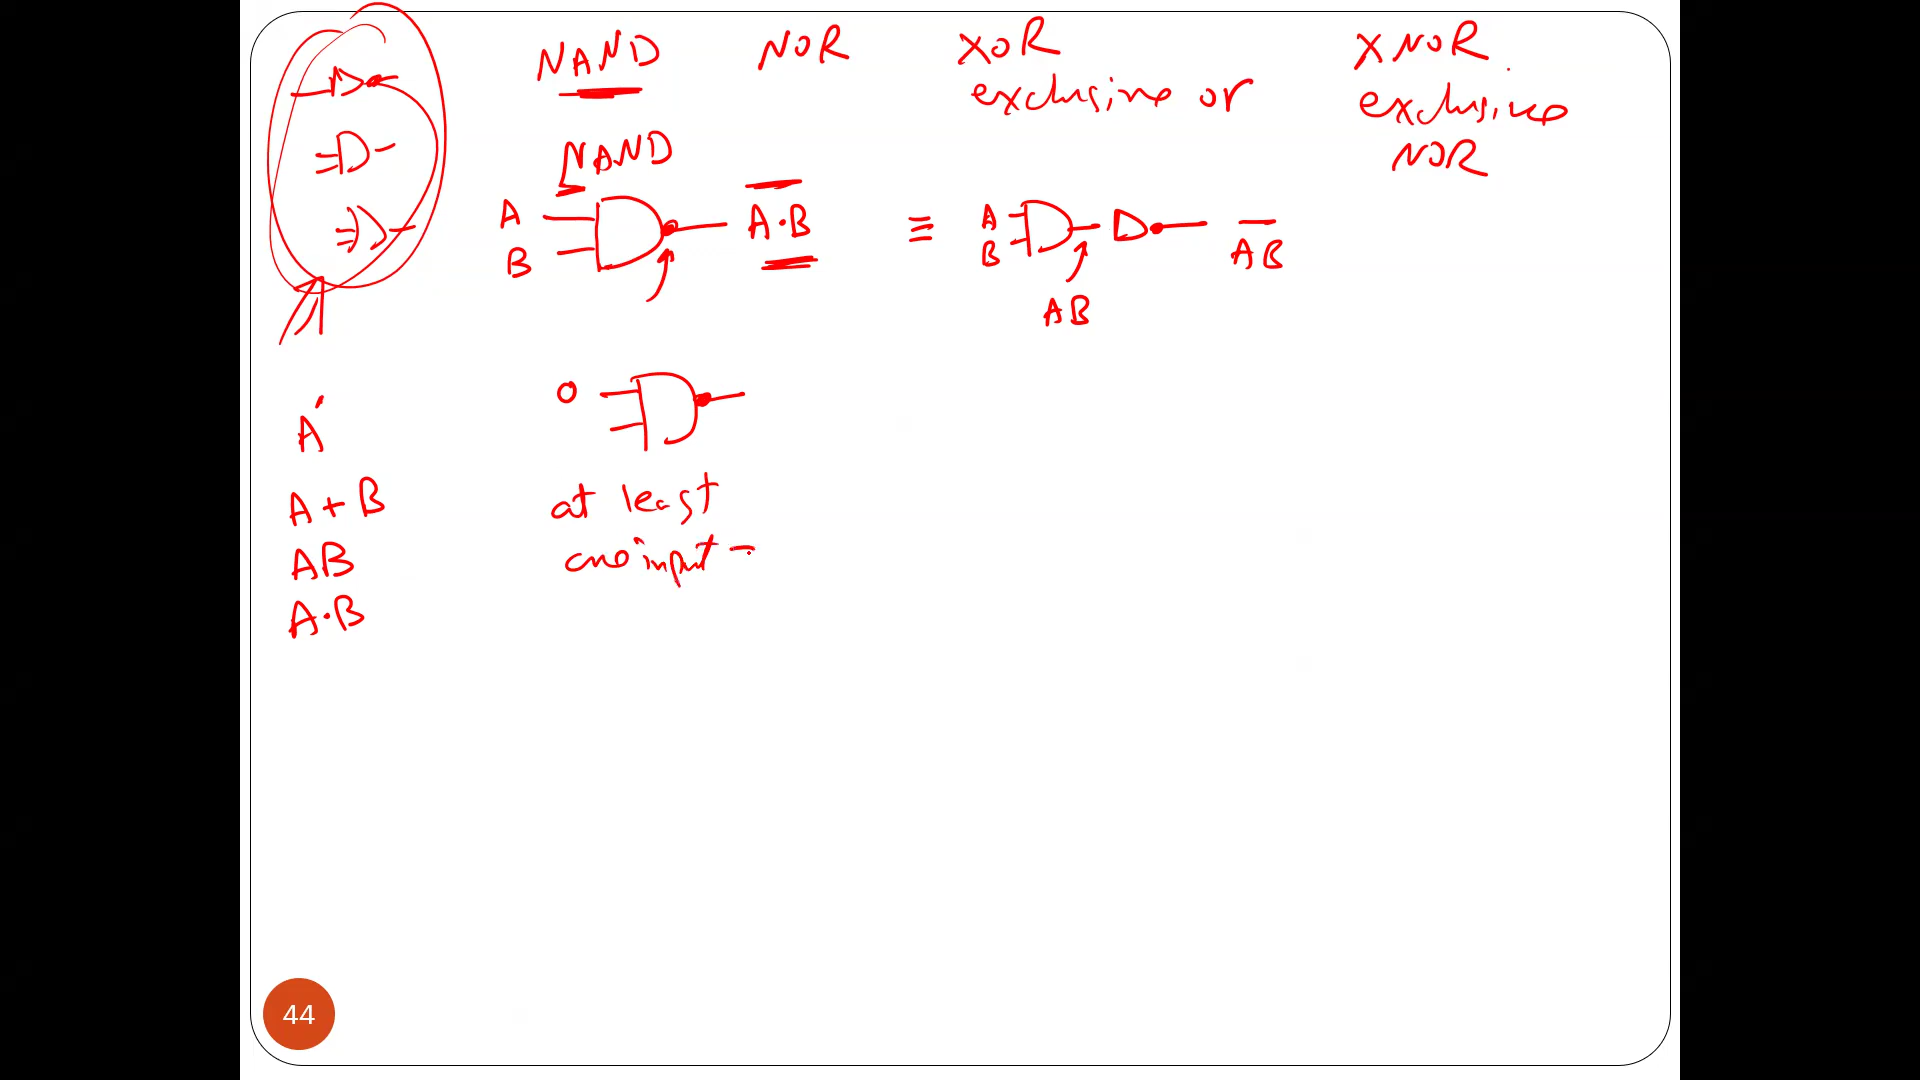 NAND NOR XOR XNOR
exclusive or exclusive
NOR
NAND
A B A·B ≡ A B AB
AB
0
A'
A + B
AB
A·B
at least
one input =
44